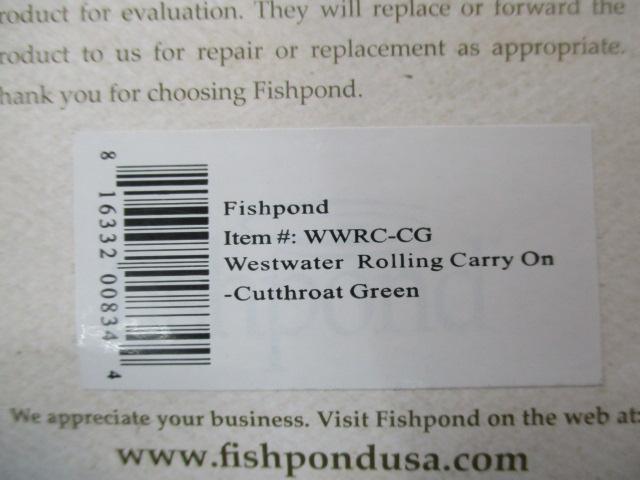 roduct for evaluation. They will replace or forward the
roduct to us for repair or replacement as appropriate.
hank you for choosing Fishpond.
8 16332 00834 4
Fishpond
Item #: WWRC-CG
Westwater Rolling Carry On
-Cutthroat Green
We appreciate your business. Visit Fishpond on the web at:
www.fishpondusa.com